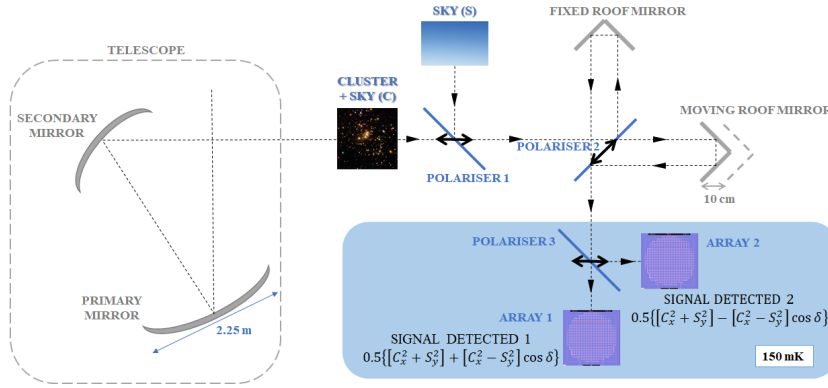 TELESCOPE
SECONDARY
MIRROR
PRIMARY
MIRROR
2.25 m
SKY (S)
CLUSTER
+ SKY (C)
POLARISER 1
FIXED ROOF MIRROR
POLARISER 2
MOVING ROOF MIRROR
10 cm
POLARISER 3
ARRAY 2
SIGNAL DETECTED 2
0.5{[C_x^2 + S_y^2] − [C_x^2 − S_y^2] cos δ}
ARRAY 1
SIGNAL DETECTED 1
0.5{[C_x^2 + S_y^2] + [C_x^2 − S_y^2] cos δ}
150 mK